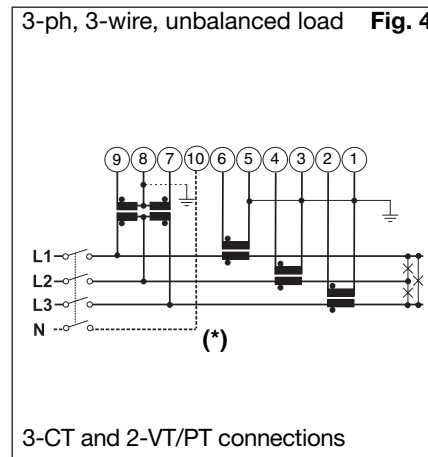 3-ph, 3-wire, unbalanced load Fig. 4
9 8 7 10 6 5 4 3 2 1
L1
L2
L3
N
(*)
3-CT and 2-VT/PT connections